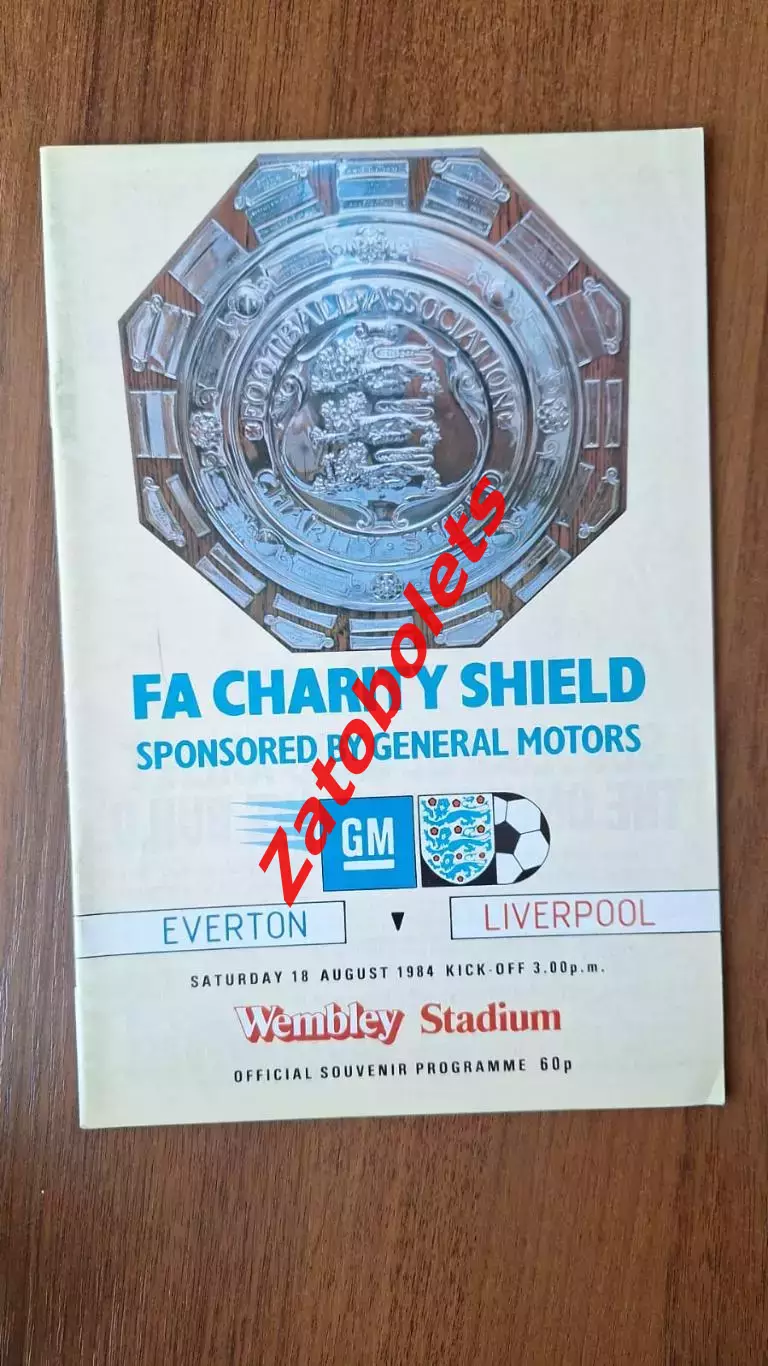 FOOTBALL ASSOCIATION
CHARITY SHIELD
FA CHARITY SHIELD
SPONSORED BY GENERAL MOTORS
GM
EVERTON v LIVERPOOL
SATURDAY 18 AUGUST 1984 KICK-OFF 3.00p.m.
Wembley Stadium
OFFICIAL SOUVENIR PROGRAMME 60p
Zatobolets